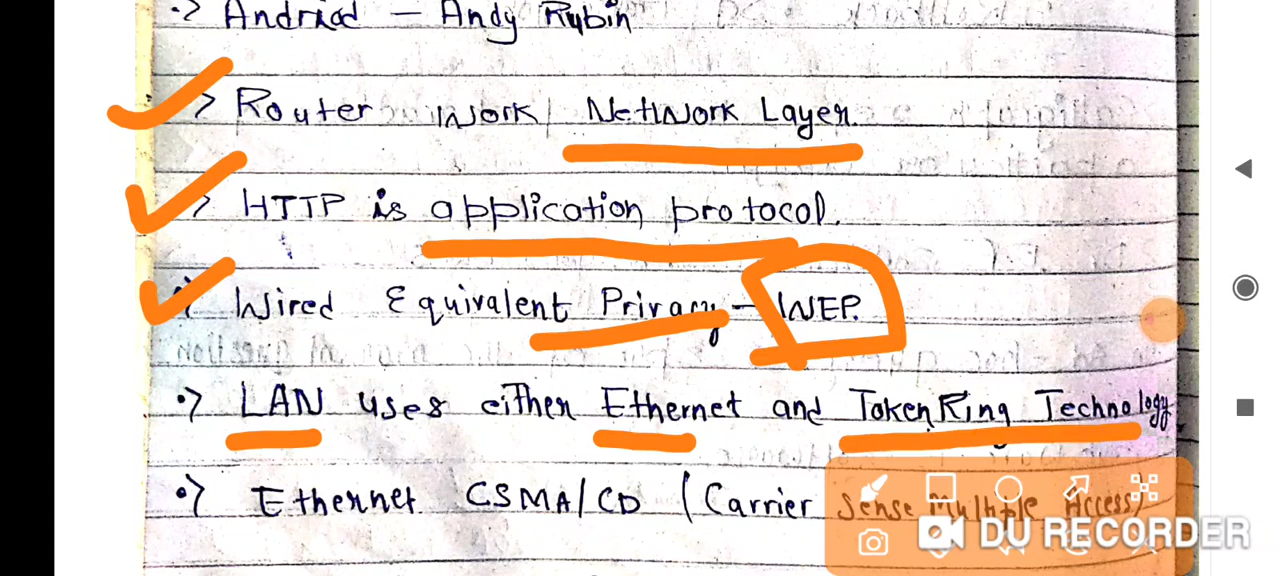 ·> Andriod – Andy Rubin
> Router work Network Layer.
> HTTP is application protocol.
> Wired Equivalent Privacy – WEP.
·> LAN uses either Ethernet and TokenRing Technology
·> Ethernet CSMA/CD (Carrier Sense Multiple Access)
DU RECORDER